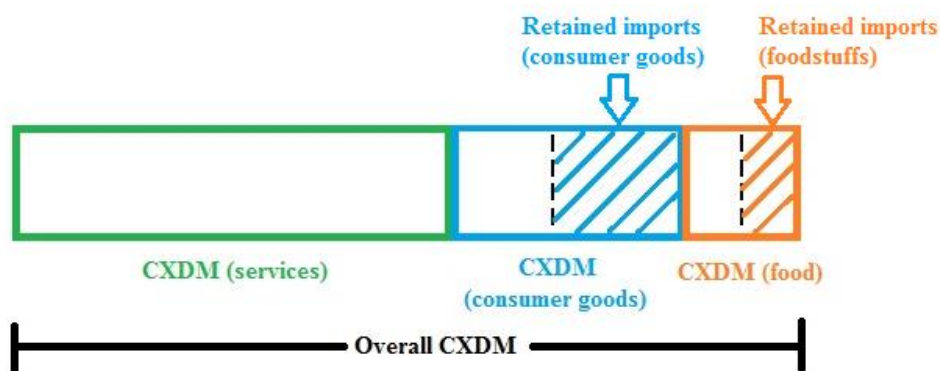 Retained imports
(consumer goods)
Retained imports
(foodstuffs)
CXDM (services)
CXDM
(consumer goods)
CXDM (food)
Overall CXDM